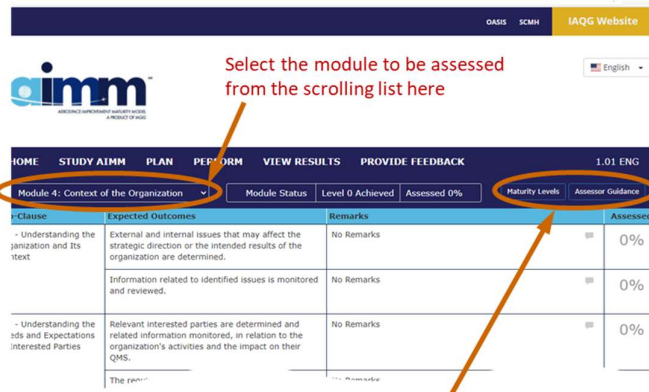 OASIS SCMH IAQG Website
Select the module to be assessed
from the scrolling list here
English
aimm
AEROSPACE IMPROVEMENT MATURITY MODEL
A PRODUCT OF IAQG
HOME STUDY AIMM PLAN PERFORM VIEW RESULTS PROVIDE FEEDBACK 1.01 ENG
Module 4: Context of the Organization Module Status Level 0 Achieved Assessed 0% Maturity Levels Assessor Guidance
-Clause Expected Outcomes Remarks Assessed
- Understanding the External and internal issues that may affect the No Remarks 0%
ganization and Its strategic direction or the intended results of the
ntext organization are determined.
Information related to identified issues is monitored No Remarks 0%
and reviewed.
- Understanding the Relevant interested parties are determined and No Remarks 0%
eds and Expectations related information monitored, in relation to the
Interested Parties organization's activities and the impact on their
QMS.
The